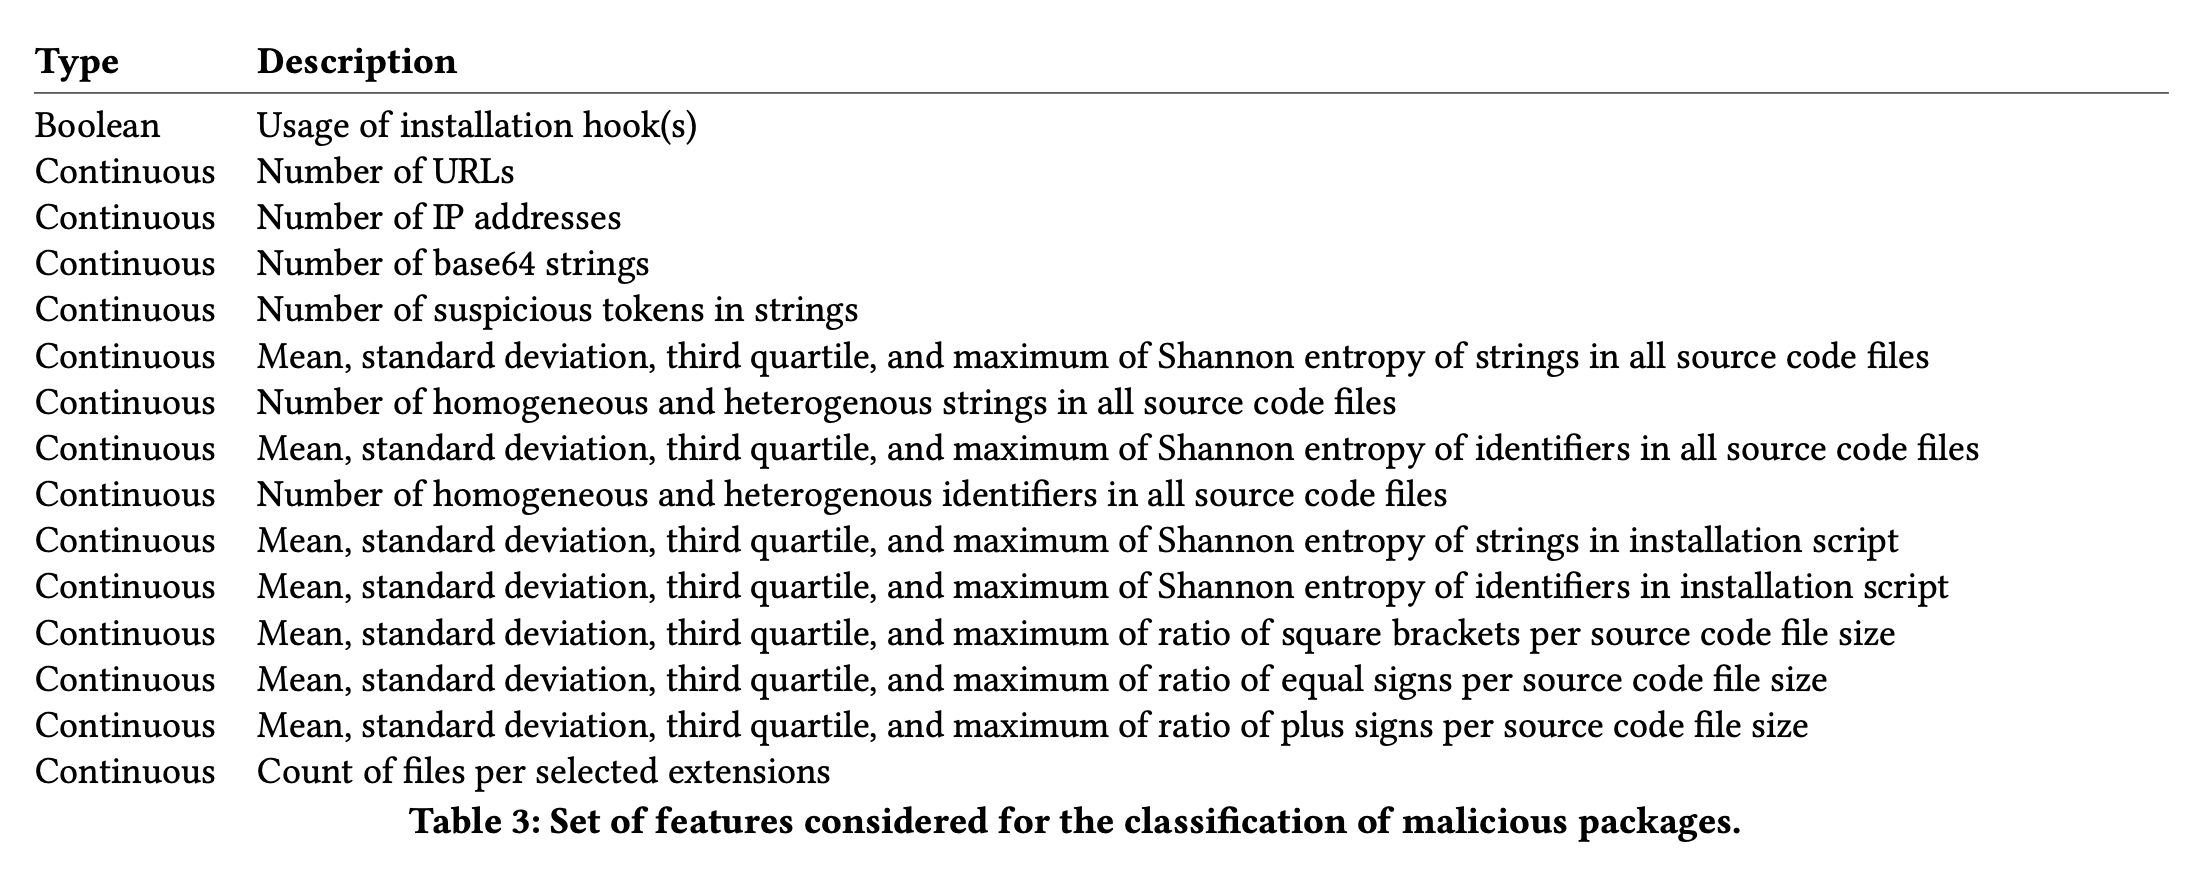 Type Description
Boolean Usage of installation hook(s)
Continuous Number of URLs
Continuous Number of IP addresses
Continuous Number of base64 strings
Continuous Number of suspicious tokens in strings
Continuous Mean, standard deviation, third quartile, and maximum of Shannon entropy of strings in all source code files
Continuous Number of homogeneous and heterogenous strings in all source code files
Continuous Mean, standard deviation, third quartile, and maximum of Shannon entropy of identifiers in all source code files
Continuous Number of homogeneous and heterogenous identifiers in all source code files
Continuous Mean, standard deviation, third quartile, and maximum of Shannon entropy of strings in installation script
Continuous Mean, standard deviation, third quartile, and maximum of Shannon entropy of identifiers in installation script
Continuous Mean, standard deviation, third quartile, and maximum of ratio of square brackets per source code file size
Continuous Mean, standard deviation, third quartile, and maximum of ratio of equal signs per source code file size
Continuous Mean, standard deviation, third quartile, and maximum of ratio of plus signs per source code file size
Continuous Count of files per selected extensions
Table 3: Set of features considered for the classification of malicious packages.